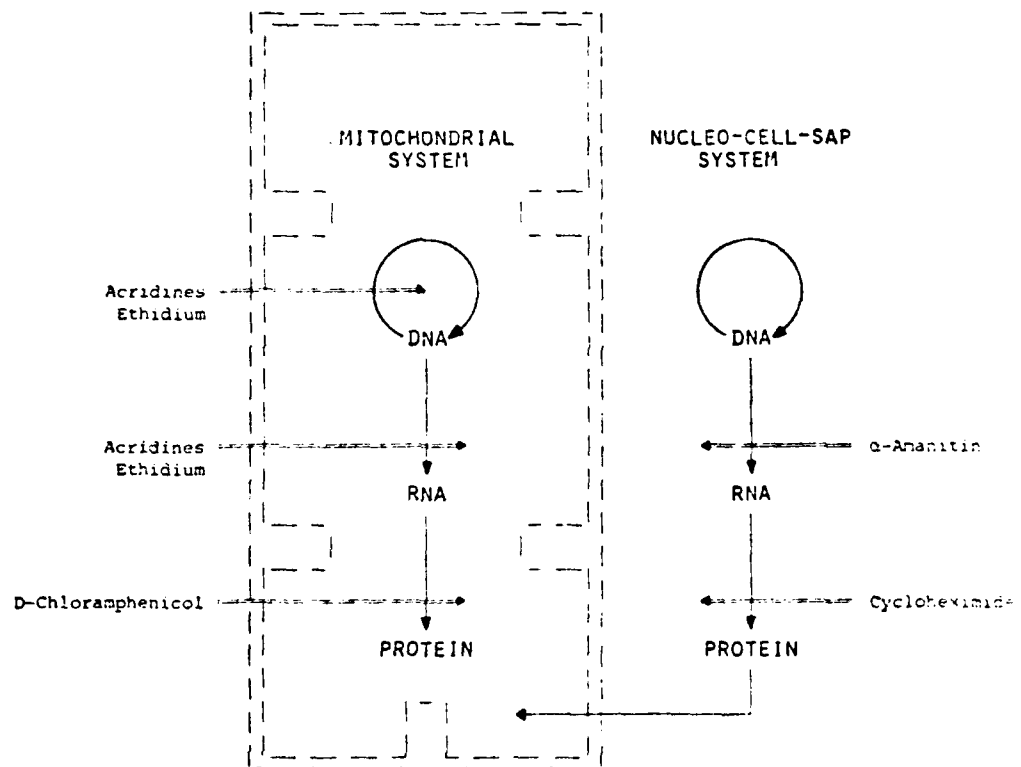 MITOCHONDRIAL
SYSTEM
NUCLEO-CELL-SAP
SYSTEM
Acridines
Ethidium
DNA
DNA
Acridines
Ethidium
α-Amanitin
RNA
RNA
D-Chloramphenicol
Cycloheximide
PROTEIN
PROTEIN